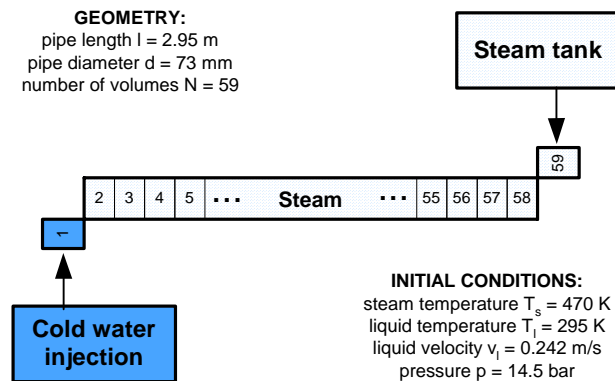 GEOMETRY:
pipe length l = 2.95 m
pipe diameter d = 73 mm
number of volumes N = 59
Steam tank
59
2 3 4 5 ... Steam ... 55 56 57 58
1
Cold water
injection
INITIAL CONDITIONS:
steam temperature Ts = 470 K
liquid temperature Tl = 295 K
liquid velocity vl = 0.242 m/s
pressure p = 14.5 bar